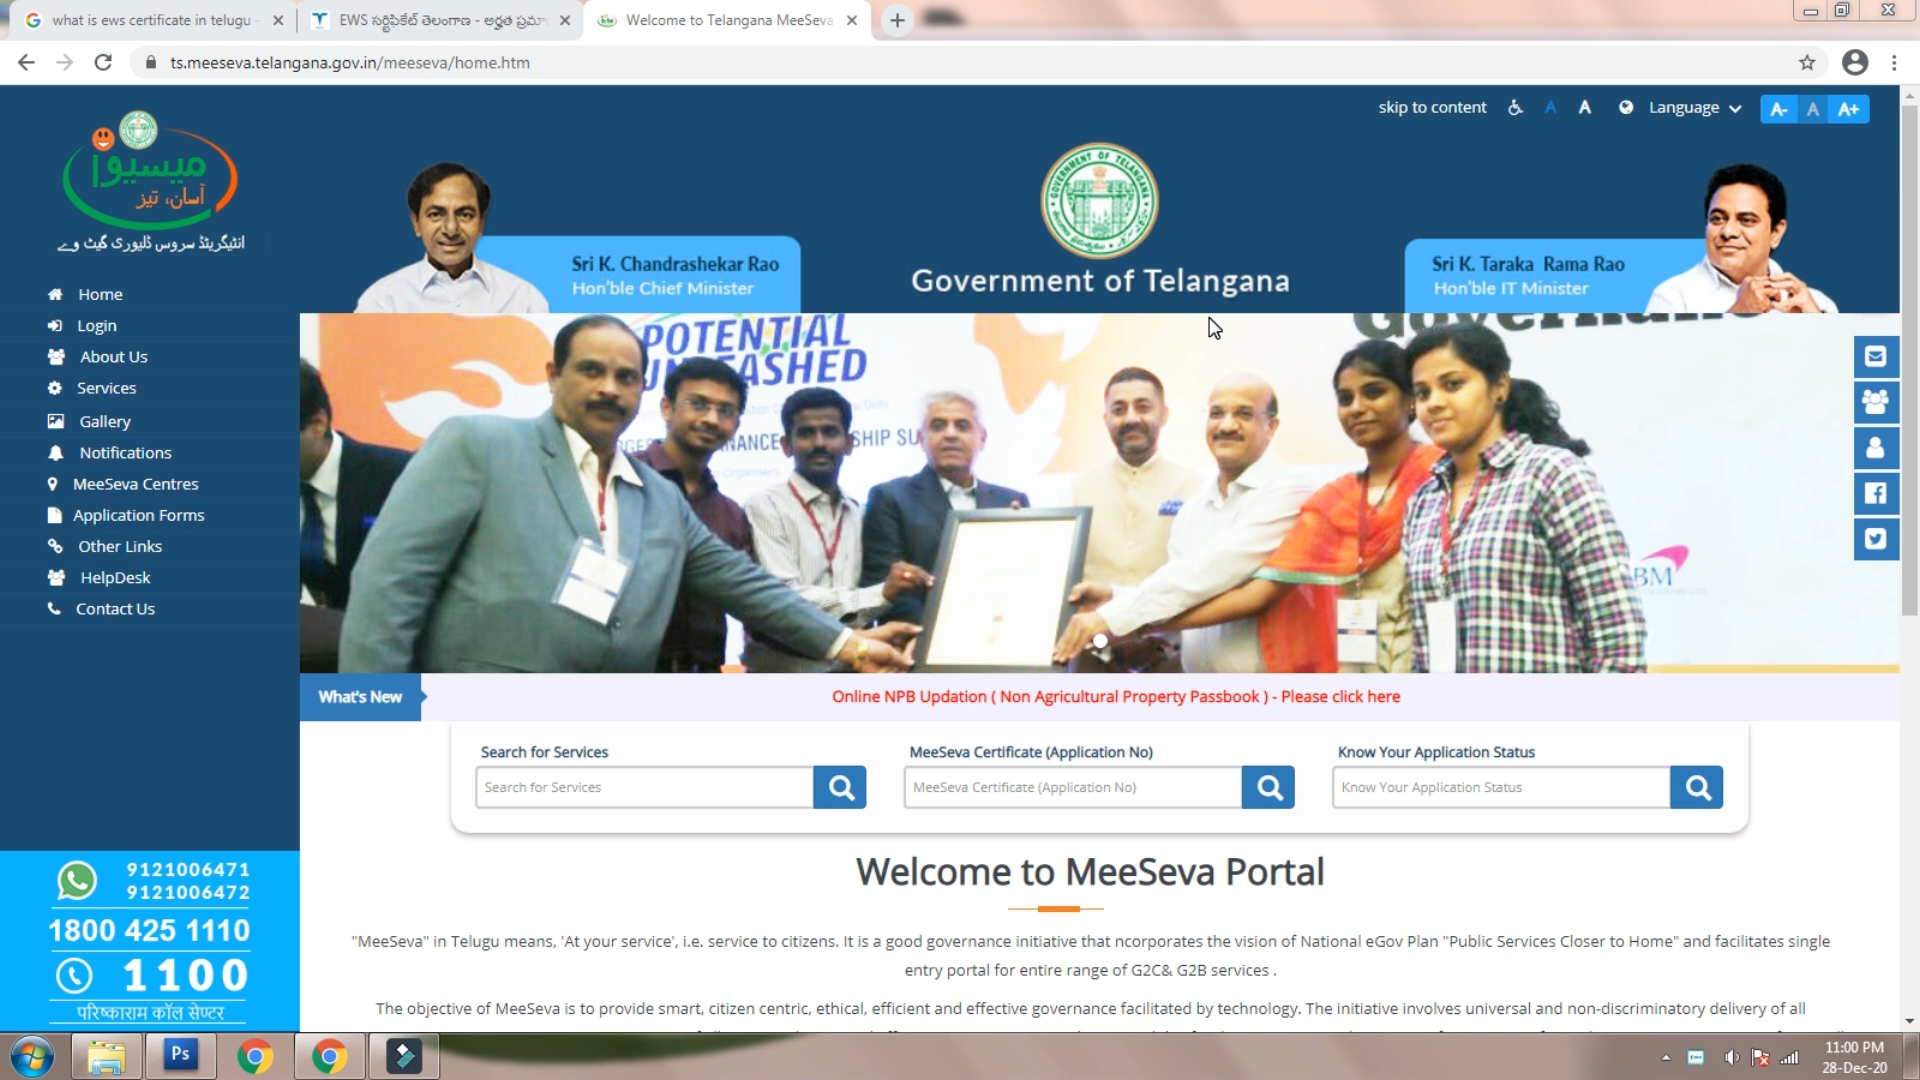 what is ews certificate in telugu -
EWS సర్టిఫికేట్ తెలంగాణ - అర్హత ప్రమా
Welcome to Telangana MeeSeva
ts.meeseva.telangana.gov.in/meeseva/home.htm
skip to content
A
A
Language
A-
A
A+
میسیوا
آسان، تیز
انٹیگریٹڈ سروس ڈلیوری گیٹ وے
Sri K. Chandrashekar Rao
Hon'ble Chief Minister
GOVERNMENT OF TELANGANA
Government of Telangana
Sri K. Taraka Rama Rao
Hon'ble IT Minister
Home
Login
About Us
Services
Gallery
Notifications
MeeSeva Centres
Application Forms
Other Links
HelpDesk
Contact Us
POTENTIAL
UNLEASHED
What's New
Online NPB Updation ( Non Agricultural Property Passbook ) - Please click here
Search for Services
MeeSeva Certificate (Application No)
Know Your Application Status
Search for Services
MeeSeva Certificate (Application No)
Know Your Application Status
Welcome to MeeSeva Portal
"MeeSeva" in Telugu means, 'At your service', i.e. service to citizens. It is a good governance initiative that ncorporates the vision of National eGov Plan "Public Services Closer to Home" and facilitates single
entry portal for entire range of G2C& G2B services .
The objective of MeeSeva is to provide smart, citizen centric, ethical, efficient and effective governance facilitated by technology. The initiative involves universal and non-discriminatory delivery of all
9121006471
9121006472
1800 425 1110
1100
परिष्काराम कॉल सेण्टर
Ps
11:00 PM
28-Dec-20